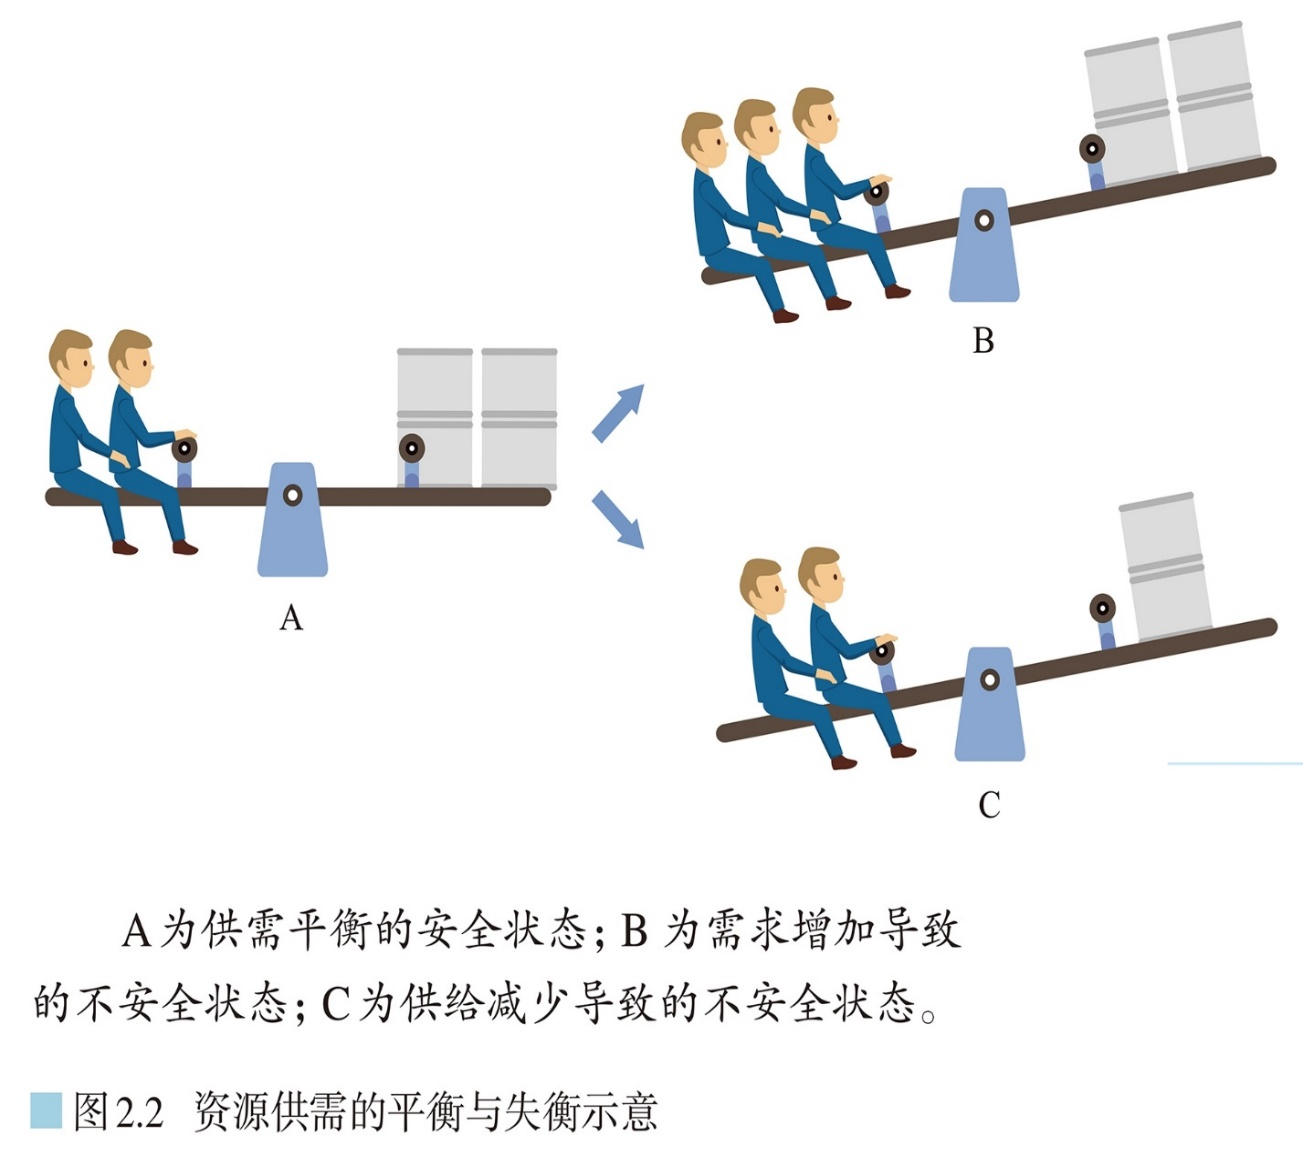 B
A
C
A为供需平衡的安全状态；B 为需求增加导致
的不安全状态；C为供给减少导致的不安全状态。
图2.2 资源供需的平衡与失衡示意